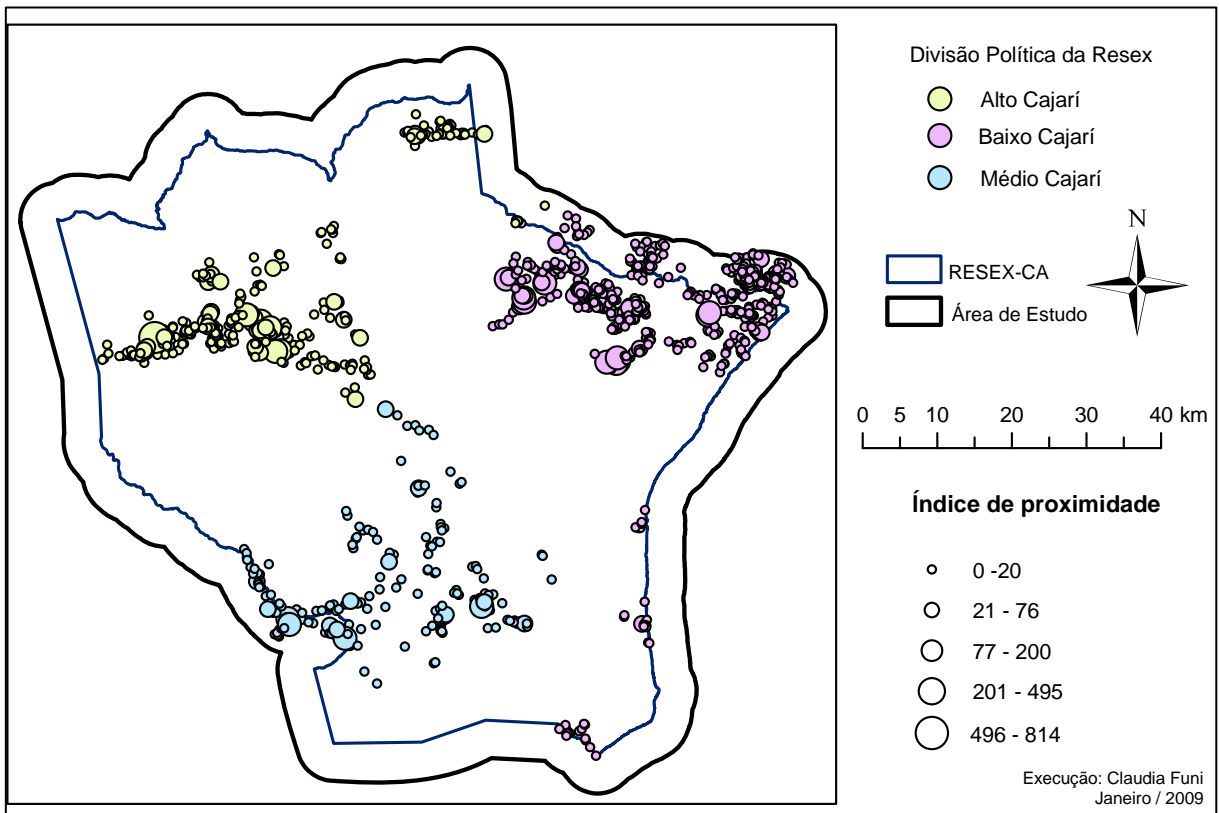 Divisão Política da Resex
Alto Cajarí
Baixo Cajarí
Médio Cajarí
N
RESEX-CA
Área de Estudo
0 5 10 20 30 40 km
Índice de proximidade
0 -20
21 - 76
77 - 200
201 - 495
496 - 814
Execução: Claudia Funi
Janeiro / 2009